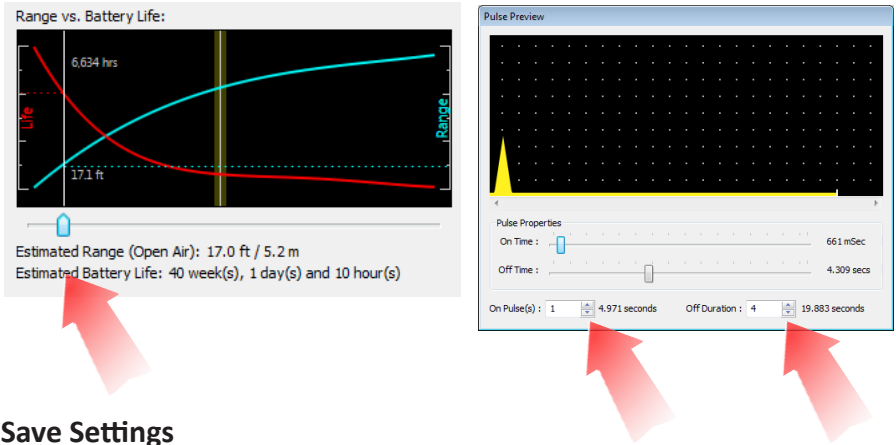 Range vs. Battery Life:
6,634 hrs
Life
Range
17.1 ft
Estimated Range (Open Air): 17.0 ft / 5.2 m
Estimated Battery Life: 40 week(s), 1 day(s) and 10 hour(s)
Pulse Preview
Pulse Properties
On Time : 661 mSec
Off Time : 4.309 secs
On Pulse(s) : 1 4.971 seconds Off Duration : 4 19.883 seconds
Save Settings